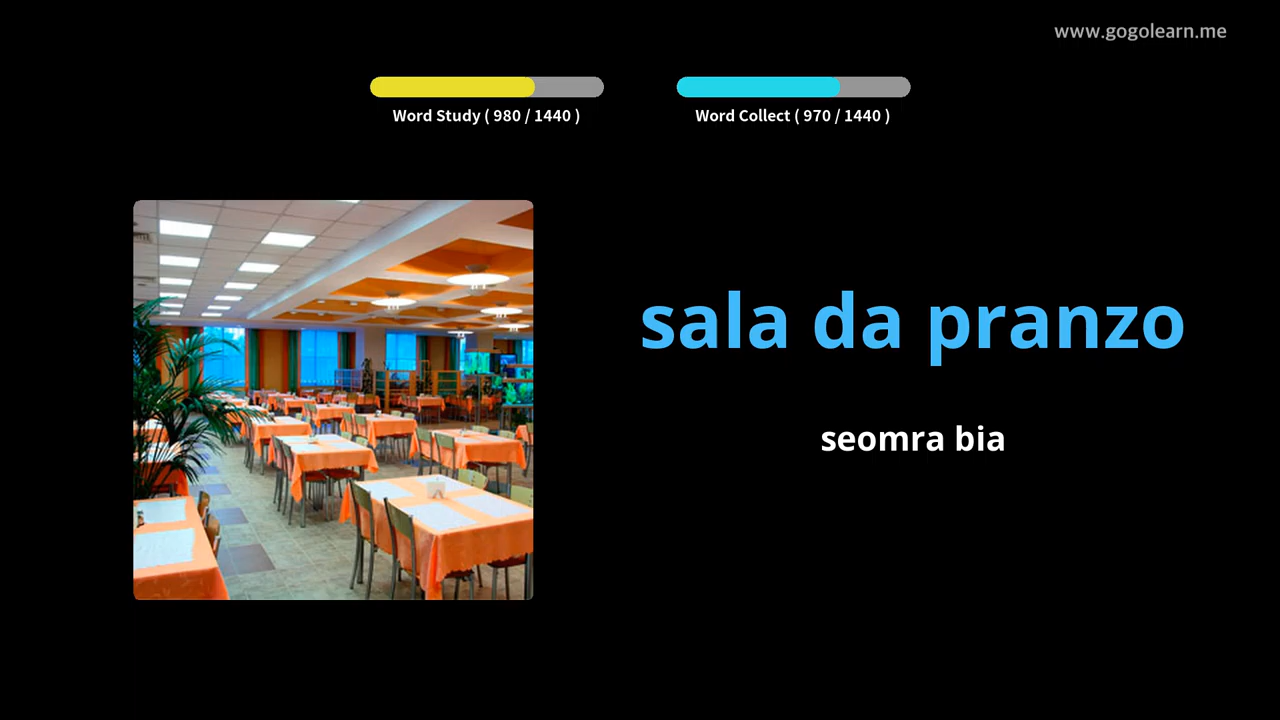 www.gogolearn.me
Word Study ( 980 / 1440 )
Word Collect ( 970 / 1440 )
sala da pranzo
seomra bia